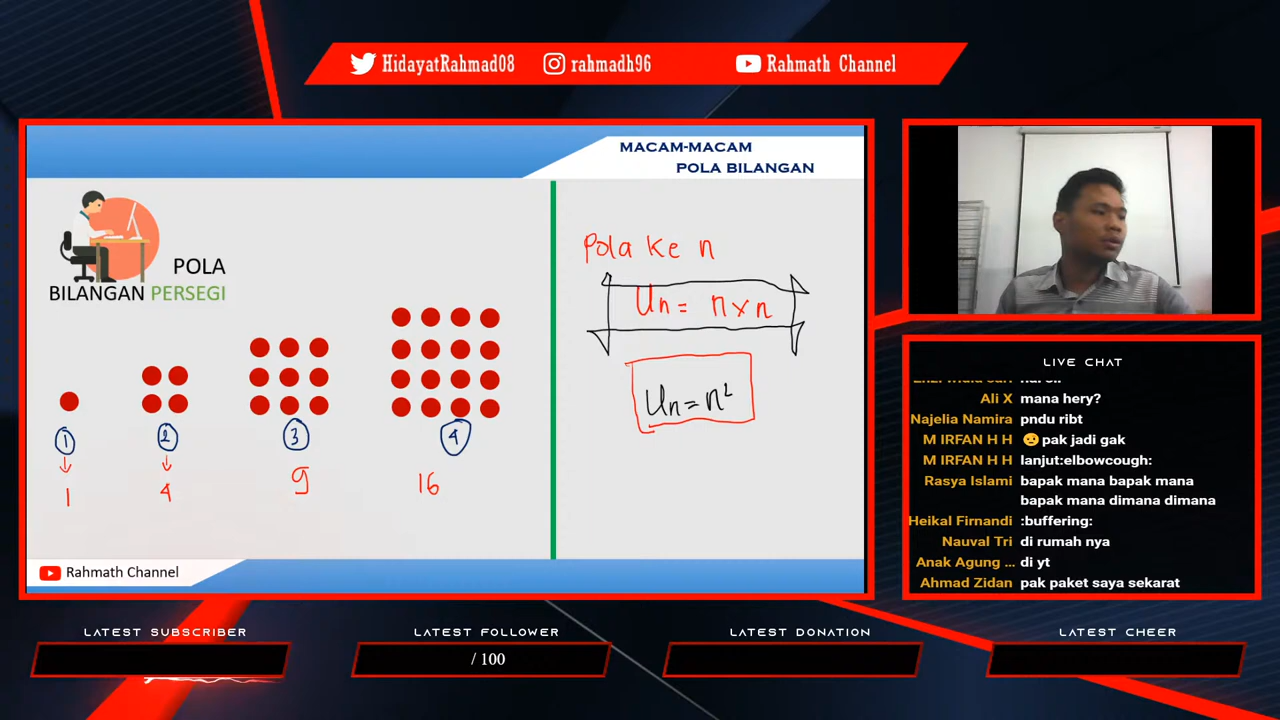 HidayatRahmad08
rahmadh96
Rahmath Channel
MACAM-MACAM
POLA BILANGAN
POLA
BILANGAN PERSEGI
1
2
3
4
1
4
9
16
Pola Ke n
Un = n x n
Un = n²
Rahmath Channel
LIVE CHAT
Ali X mana hery?
Najelia Namira pndu ribt
M IRFAN H H 😥pak jadi gak
M IRFAN H H lanjut:elbowcough:
Rasya Islami bapak mana bapak mana
bapak mana dimana dimana
Heikal Firnandi :buffering:
Nauval Tri di rumah nya
Anak Agung ... di yt
Ahmad Zidan pak paket saya sekarat
LATEST SUBSCRIBER
LATEST FOLLOWER
/ 100
LATEST DONATION
LATEST CHEER